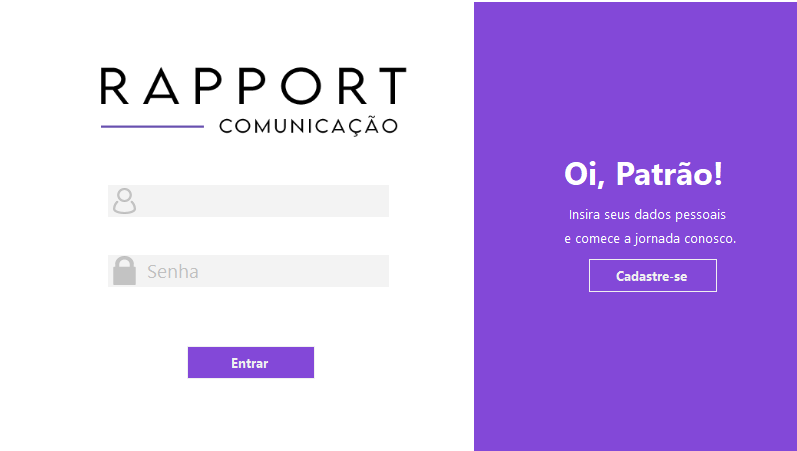 RAPPORT
COMUNICAÇÃO
Senha
Entrar
Oi, Patrão!
Insira seus dados pessoais
e comece a jornada conosco.
Cadastre-se